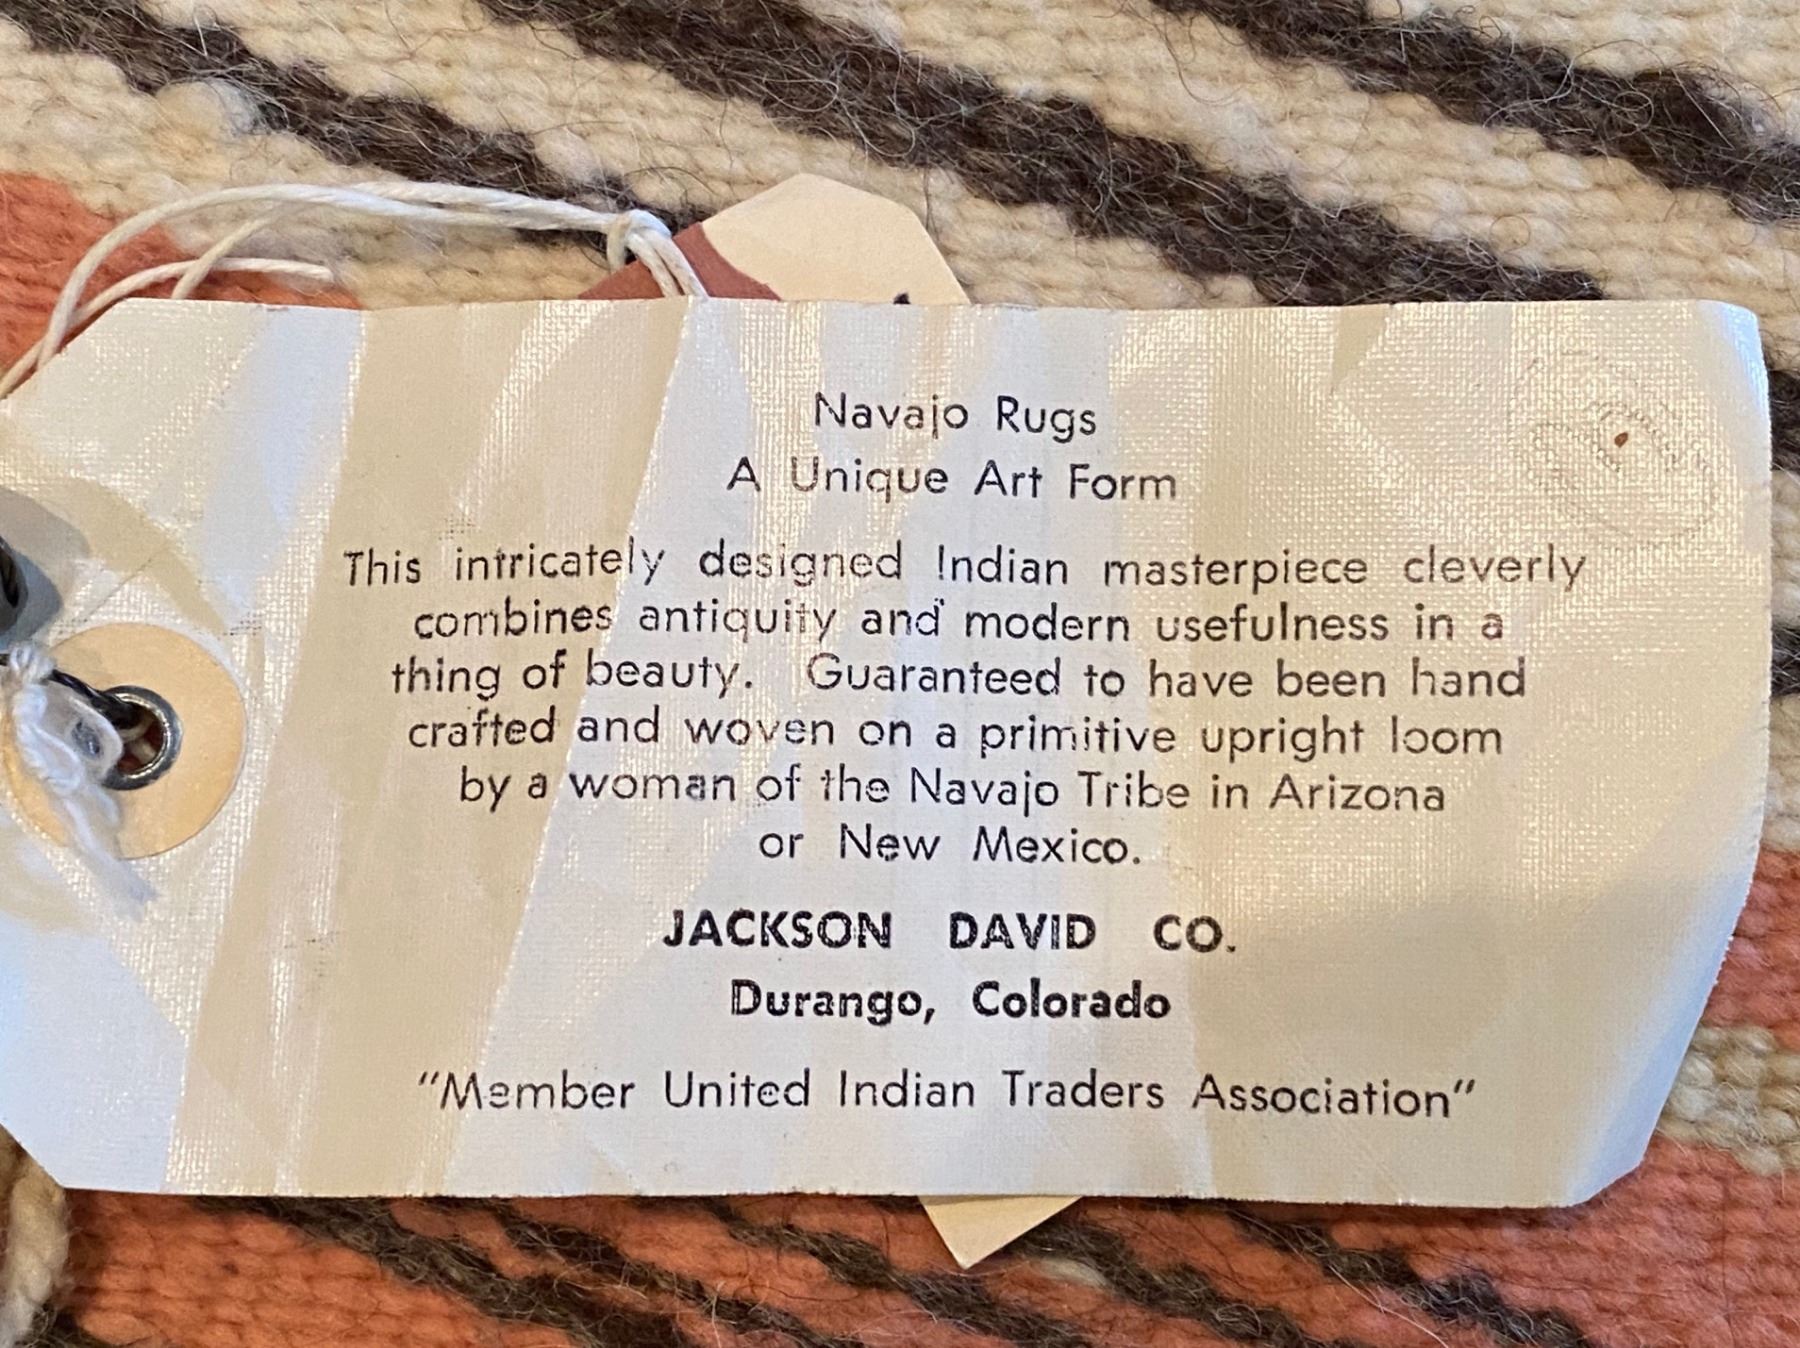 Navajo Rugs
A Unique Art Form
This intricately designed Indian masterpiece cleverly
combines antiquity and modern usefulness in a
thing of beauty. Guaranteed to have been hand
crafted and woven on a primitive upright loom
by a woman of the Navajo Tribe in Arizona
or New Mexico.
JACKSON DAVID CO.
Durango, Colorado
"Member United Indian Traders Association"